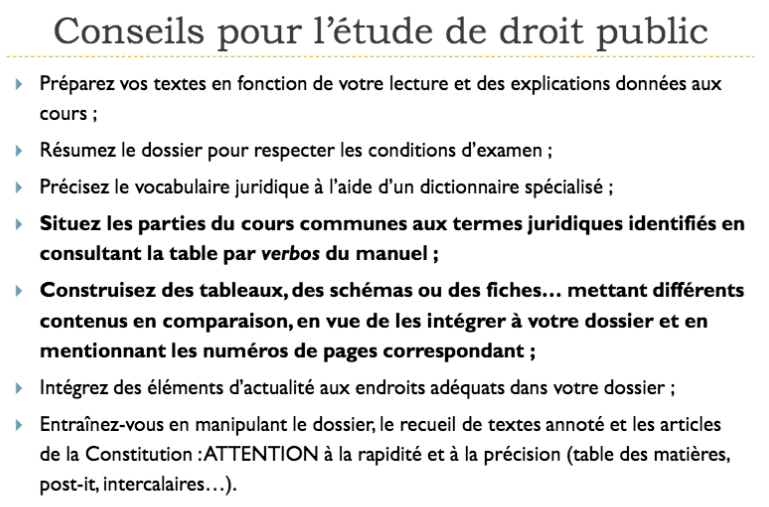 Conseils pour l’étude de droit public
Préparez vos textes en fonction de votre lecture et des explications données aux
cours ;
Résumez le dossier pour respecter les conditions d’examen ;
Précisez le vocabulaire juridique à l’aide d’un dictionnaire spécialisé ;
Situez les parties du cours communes aux termes juridiques identifiés en
consultant la table par verbos du manuel ;
Construisez des tableaux, des schémas ou des fiches… mettant différents
contenus en comparaison, en vue de les intégrer à votre dossier et en
mentionnant les numéros de pages correspondant ;
Intégrez des éléments d’actualité aux endroits adéquats dans votre dossier ;
Entraînez-vous en manipulant le dossier, le recueil de textes annoté et les articles
de la Constitution : ATTENTION à la rapidité et à la précision (table des matières,
post-it, intercalaires…).